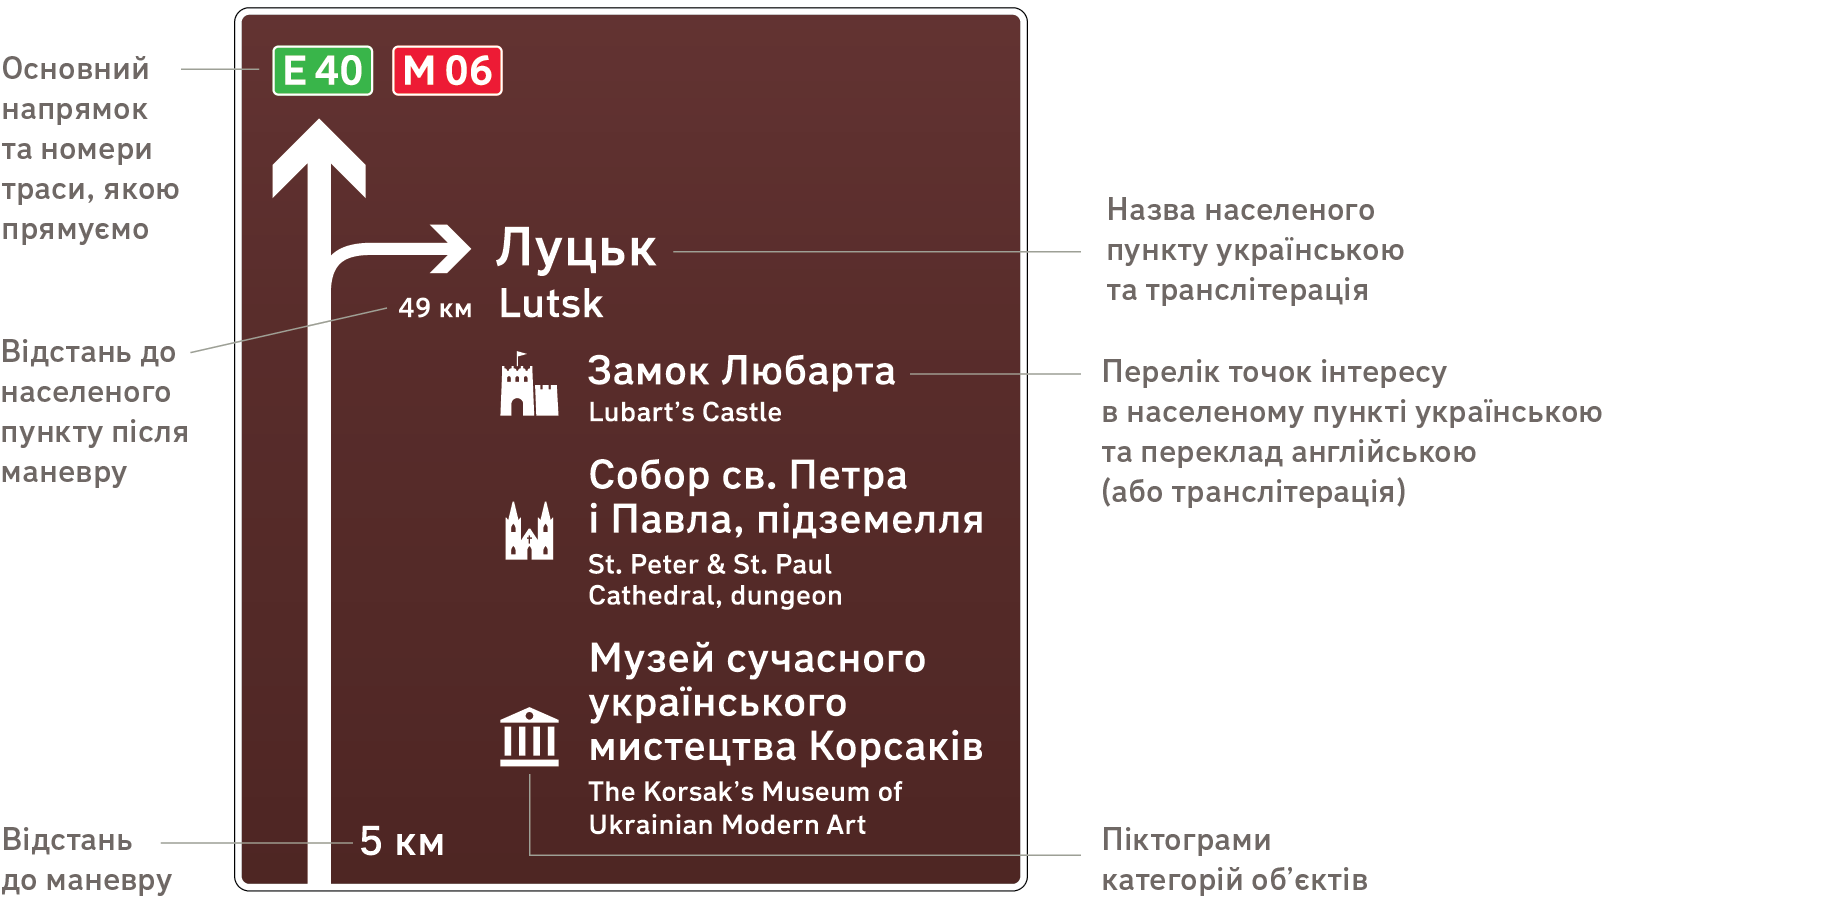 Основний
напрямок
та номери
траси, якою
прямуємо
Відстань до
населеного
пункту після
маневру
Відстань
до маневру
E 40
M 06
Луцьк
49 км
Lutsk
Замок Любарта
Lubart’s Castle
Собор св. Петра
і Павла, підземелля
St. Peter & St. Paul
Cathedral, dungeon
Музей сучасного
українського
мистецтва Корсаків
The Korsak’s Museum of
Ukrainian Modern Art
5 км
Назва населеного
пункту українською
та транслітерація
Перелік точок інтересу
в населеному пункті українською
та переклад англійською
(або транслітерація)
Піктограми
категорій об’єктів